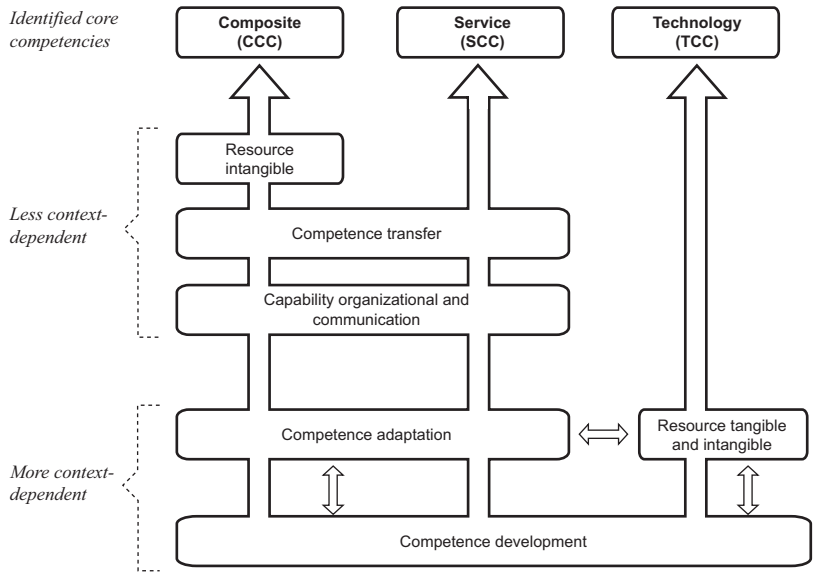 Identified core
competencies
Composite
(CCC)
Service
(SCC)
Technology
(TCC)
Resource
intangible
Less context-
dependent
Competence transfer
Capability organizational and
communication
Competence adaptation
Resource tangible
and intangible
More context-
dependent
Competence development